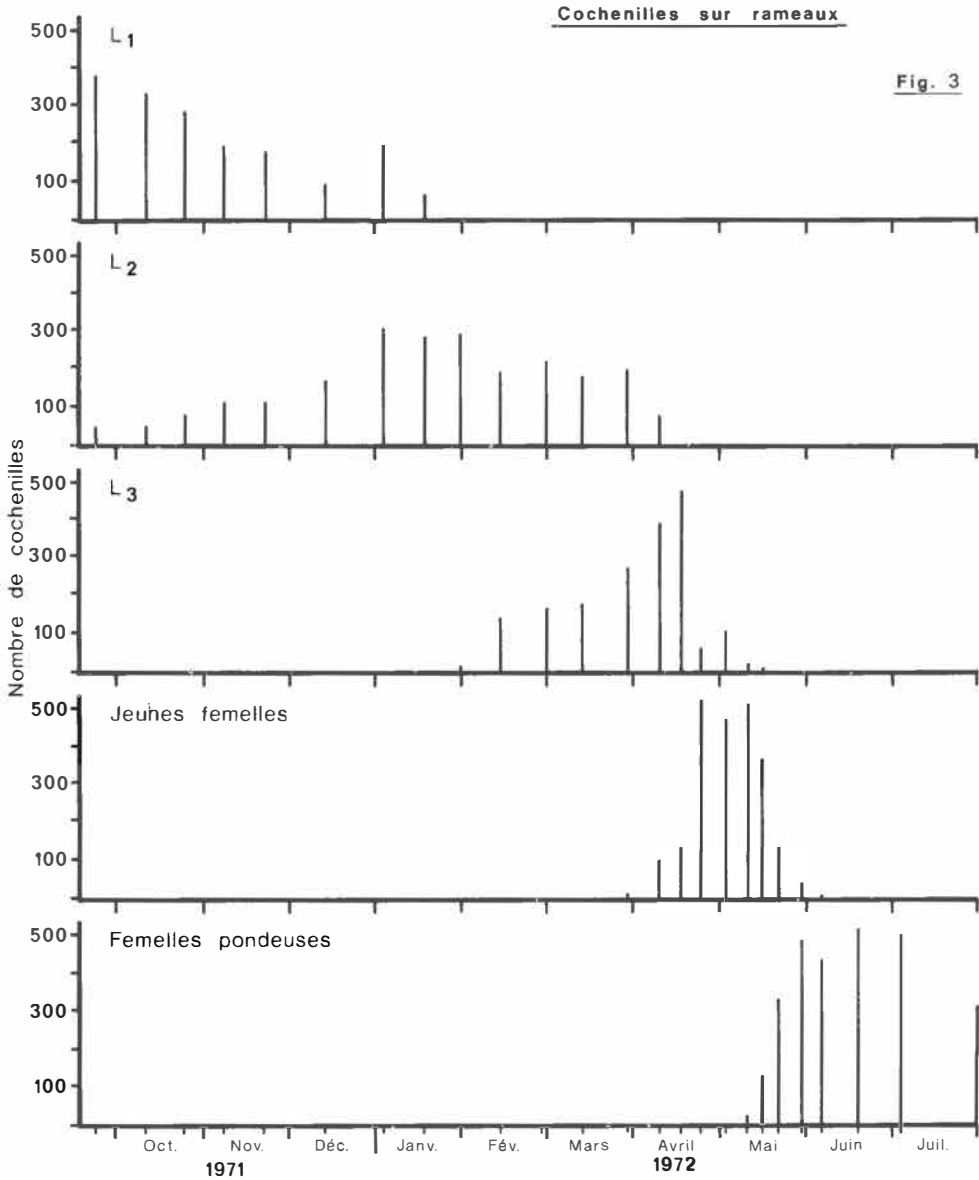 Cochenilles sur rameaux
Fig. 3
Nombre de cochenilles
L1
500
300
100
L2
500
300
100
L3
500
300
100
Jeunes femelles
500
300
100
Femelles pondeuses
500
300
100
Oct. Nov. Déc. Janv. Fév. Mars Avril Mai Juin Juil.
1971 1972